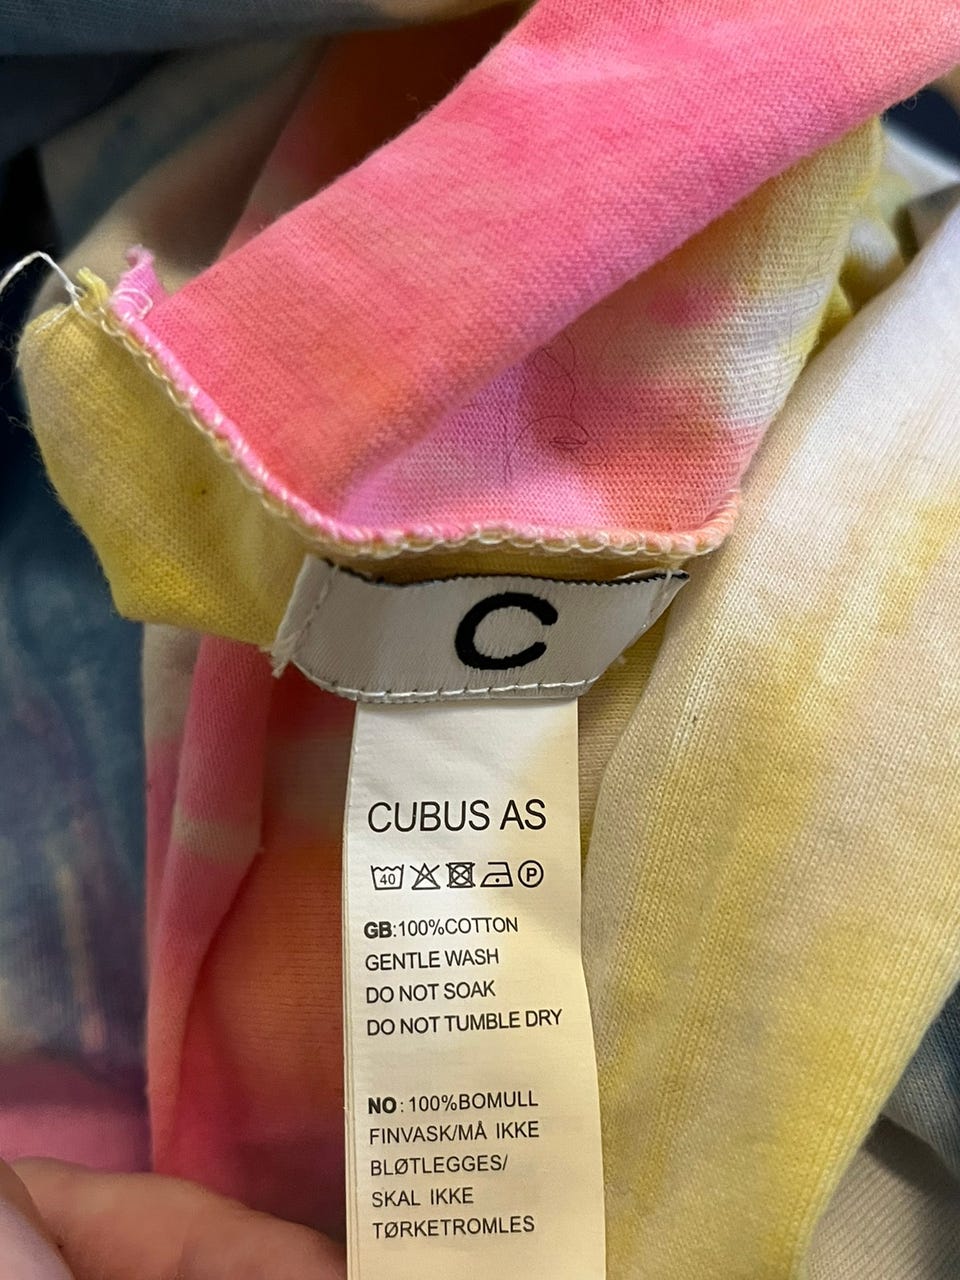 C
CUBUS AS
40 P
GB:100%COTTON
GENTLE WASH
DO NOT SOAK
DO NOT TUMBLE DRY
NO: 100%BOMULL
FINVASK/MÅ IKKE
BLØTLEGGES/
SKAL IKKE
TØRKETROMLES